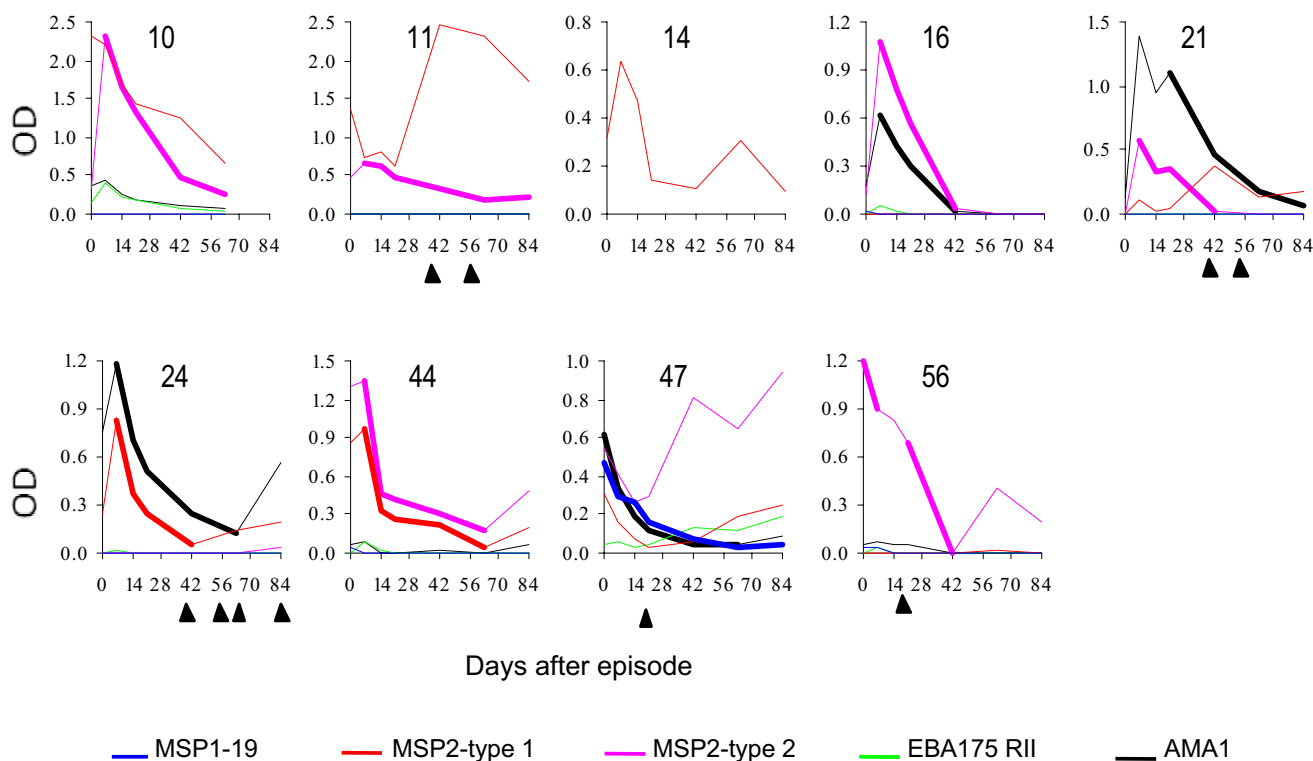 10 11 14 16 21
2.5 2.5 0.8 1.2 1.5
2.0 2.0 0.6 0.9 1.0
1.5 1.5 0.4 0.6 0.5
1.0 1.0 0.2 0.3 0.0
0.5 0.5 0.0 0.0
0.0 0.0
OD
0 14 28 42 56 70 84 0 14 28 42 56 70 84 0 14 28 42 56 70 84 0 14 28 42 56 70 84 0 14 28 42 56 70 84
24 44 47 56
1.2 1.5 1.0 1.2
0.9 1.2 0.8 0.9
0.6 0.9 0.6 0.6
0.3 0.6 0.4 0.3
0.0 0.3 0.2 0.0
0.0 0.0
OD
0 14 28 42 56 70 84 0 14 28 42 56 70 84 0 14 28 42 56 70 84 0 14 28 42 56 70 84
Days after episode
MSP1-19 MSP2-type 1 MSP2-type 2 EBA175 RII AMA1